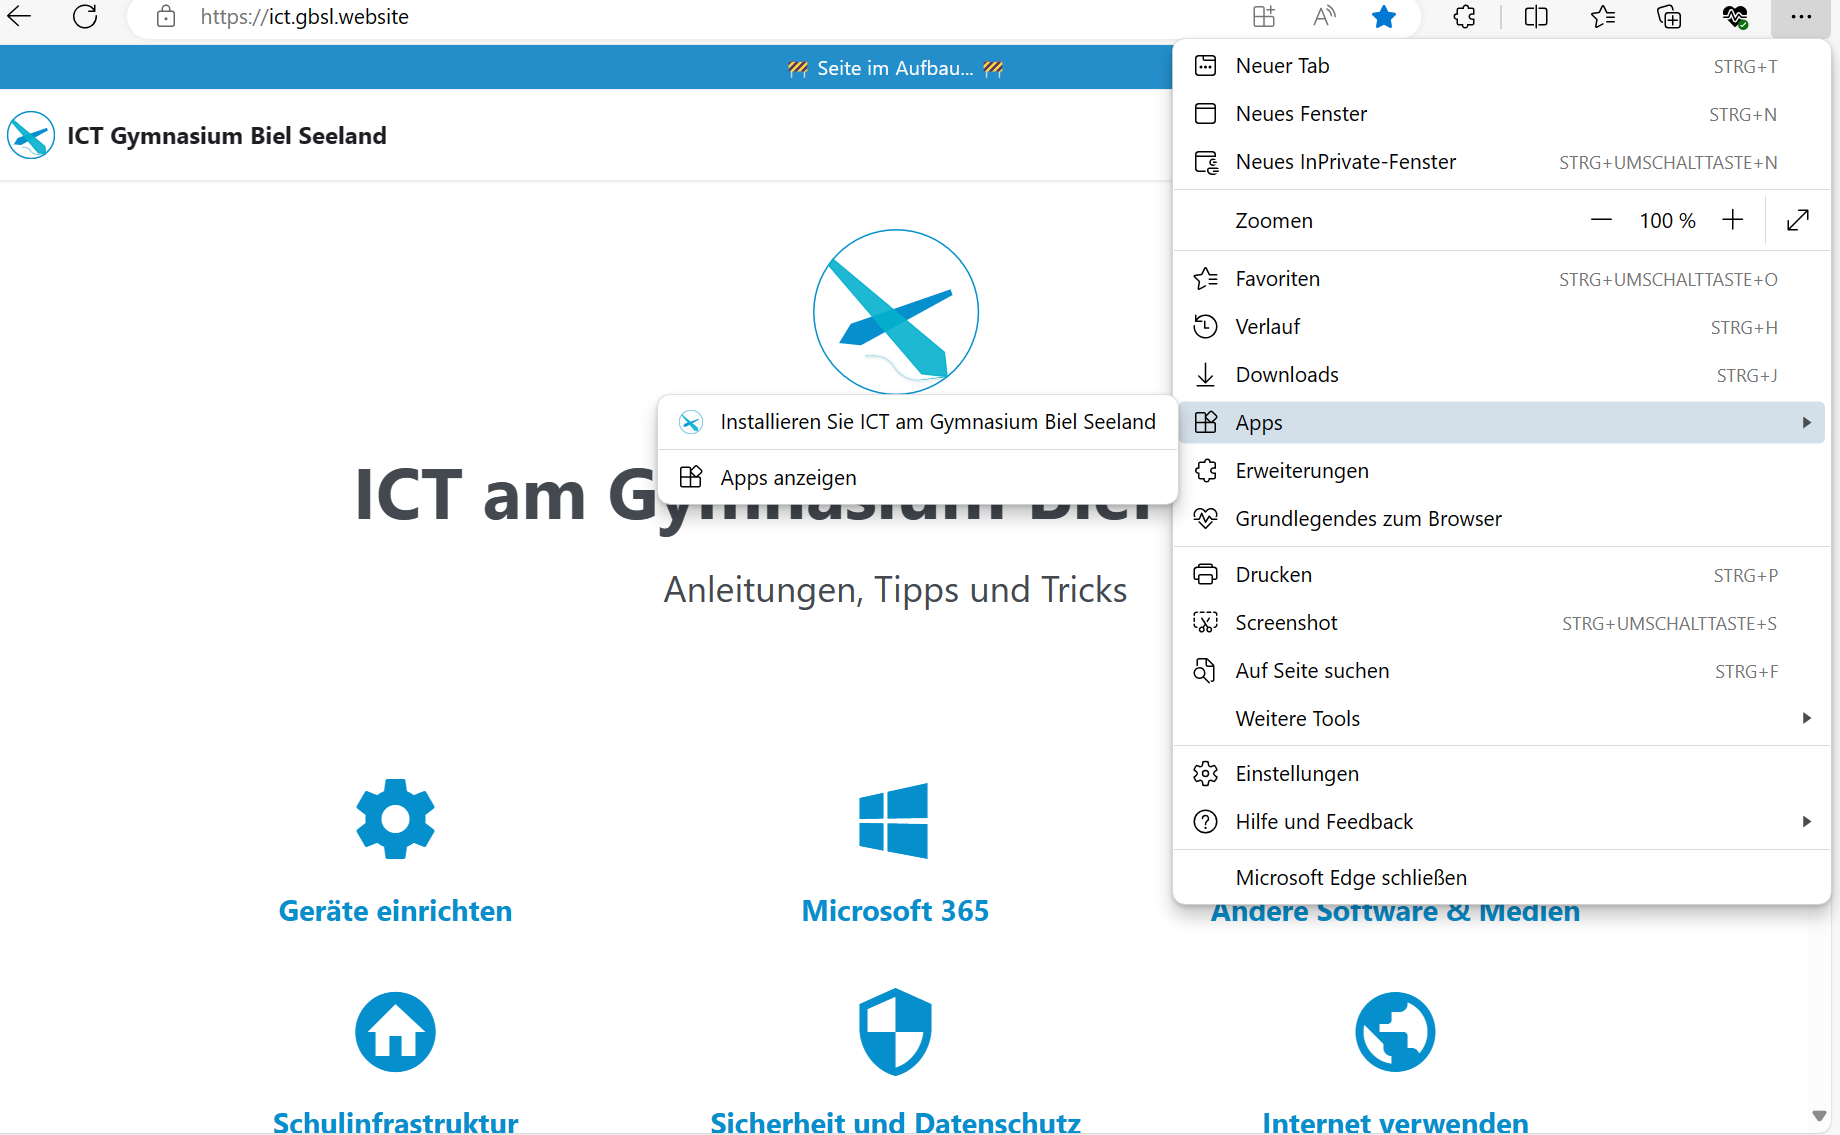 https://ict.gbsl.website
🚧 Seite im Aufbau... 🚧
ICT Gymnasium Biel Seeland
ICT am Gymnasium Biel
Anleitungen, Tipps und Tricks
Geräte einrichten
Microsoft 365
Andere Software & Medien
Schulinfrastruktur
Sicherheit und Datenschutz
Internet verwenden
Neuer Tab STRG+T
Neues Fenster STRG+N
Neues InPrivate-Fenster STRG+UMSCHALTTASTE+N
Zoomen — 100 % +
Favoriten STRG+UMSCHALTTASTE+O
Verlauf STRG+H
Downloads STRG+J
Apps
Installieren Sie ICT am Gymnasium Biel Seeland
Apps anzeigen
Erweiterungen
Grundlegendes zum Browser
Drucken STRG+P
Screenshot STRG+UMSCHALTTASTE+S
Auf Seite suchen STRG+F
Weitere Tools
Einstellungen
Hilfe und Feedback
Microsoft Edge schließen